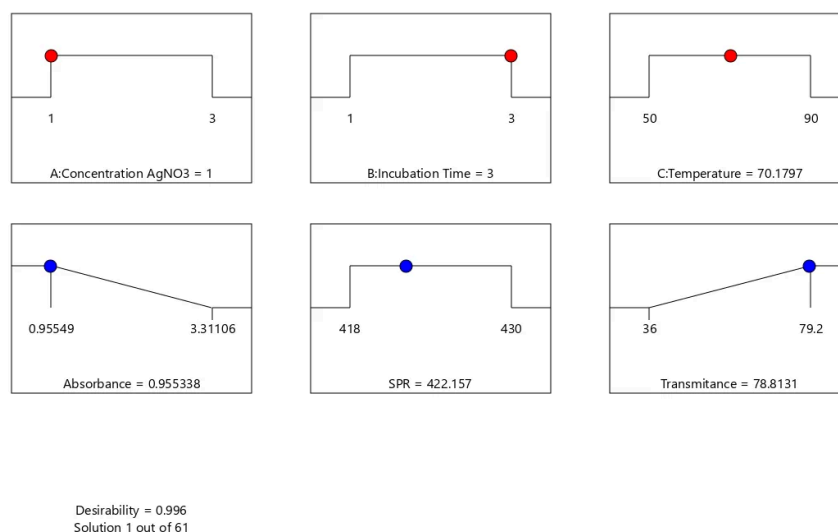 1 3
A:Concentration AgNO3 = 1
1 3
B:Incubation Time = 3
50 90
C:Temperature = 70.1797
0.95549 3.31106
Absorbance = 0.955338
418 430
SPR = 422.157
36 79.2
Transmitance = 78.8131
Desirability = 0.996
Solution 1 out of 61